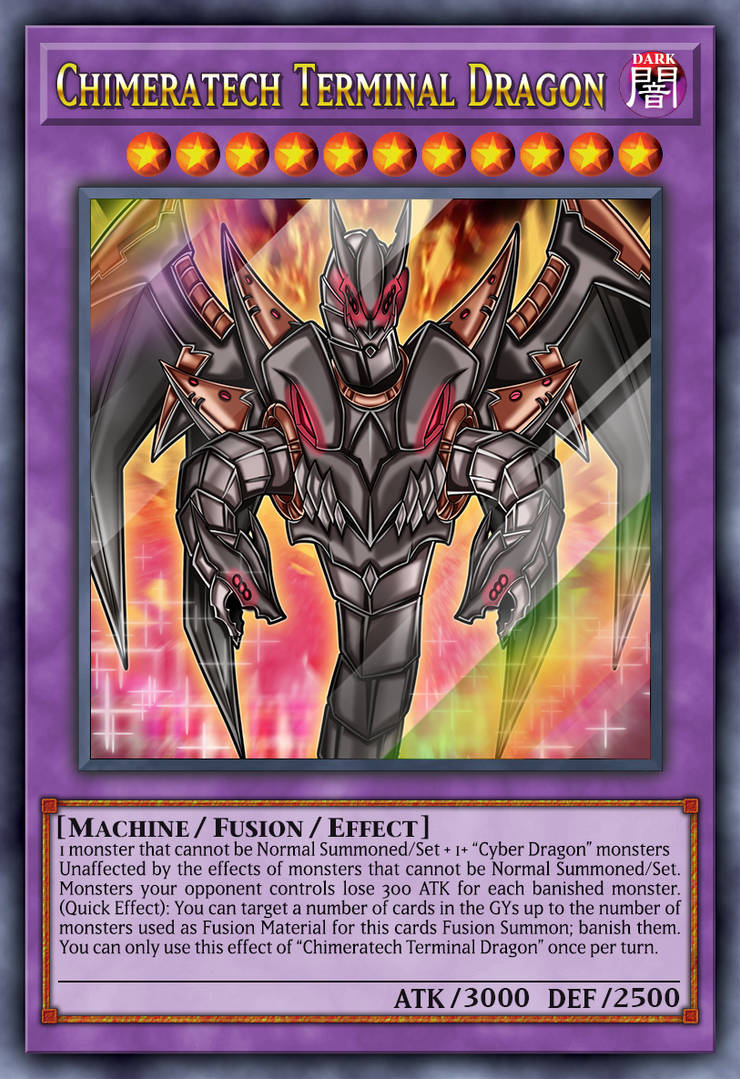 Chimeratech Terminal Dragon
DARK
闇
[Machine / Fusion / Effect]
1 monster that cannot be Normal Summoned/Set + 1+ “Cyber Dragon” monsters
Unaffected by the effects of monsters that cannot be Normal Summoned/Set.
Monsters your opponent controls lose 300 ATK for each banished monster.
(Quick Effect): You can target a number of cards in the GYs up to the number of
monsters used as Fusion Material for this cards Fusion Summon; banish them.
You can only use this effect of “Chimeratech Terminal Dragon” once per turn.
ATK/3000 DEF/2500